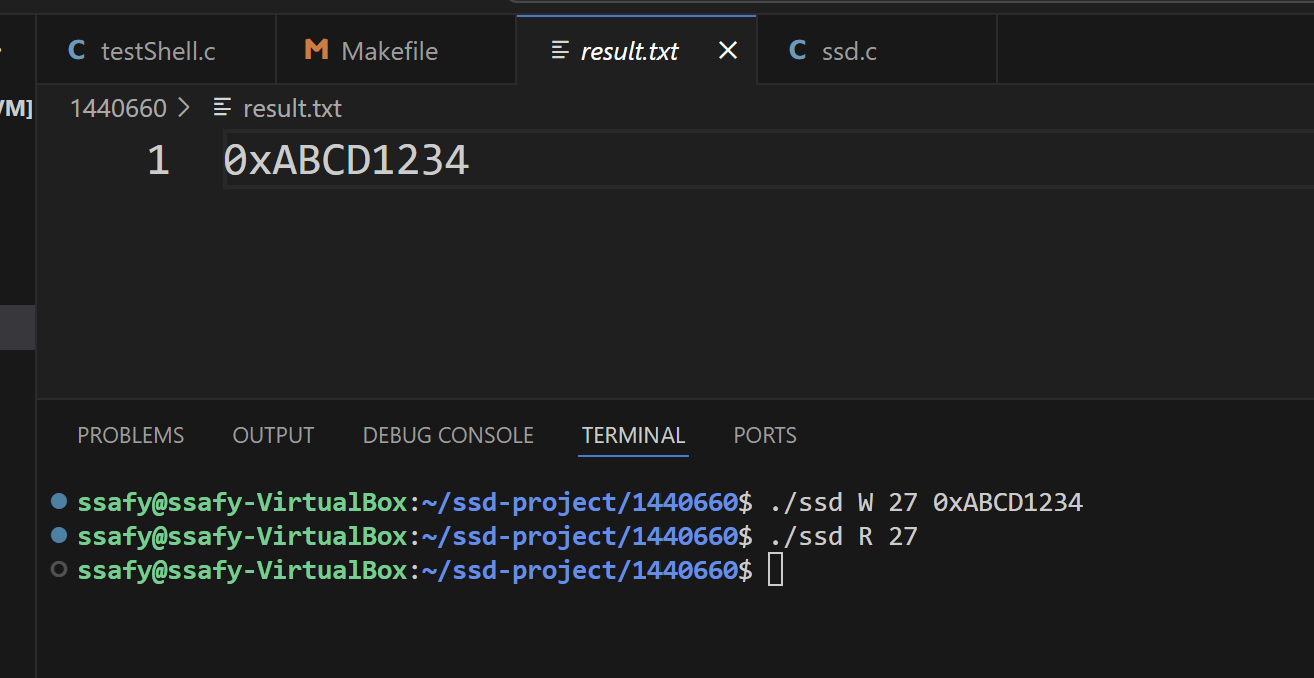 C testShell.c M Makefile result.txt C ssd.c
VM] 1440660 > result.txt
1 0xABCD1234
PROBLEMS OUTPUT DEBUG CONSOLE TERMINAL PORTS
ssafy@ssafy-VirtualBox:~/ssd-project/1440660$ ./ssd W 27 0xABCD1234
ssafy@ssafy-VirtualBox:~/ssd-project/1440660$ ./ssd R 27
ssafy@ssafy-VirtualBox:~/ssd-project/1440660$